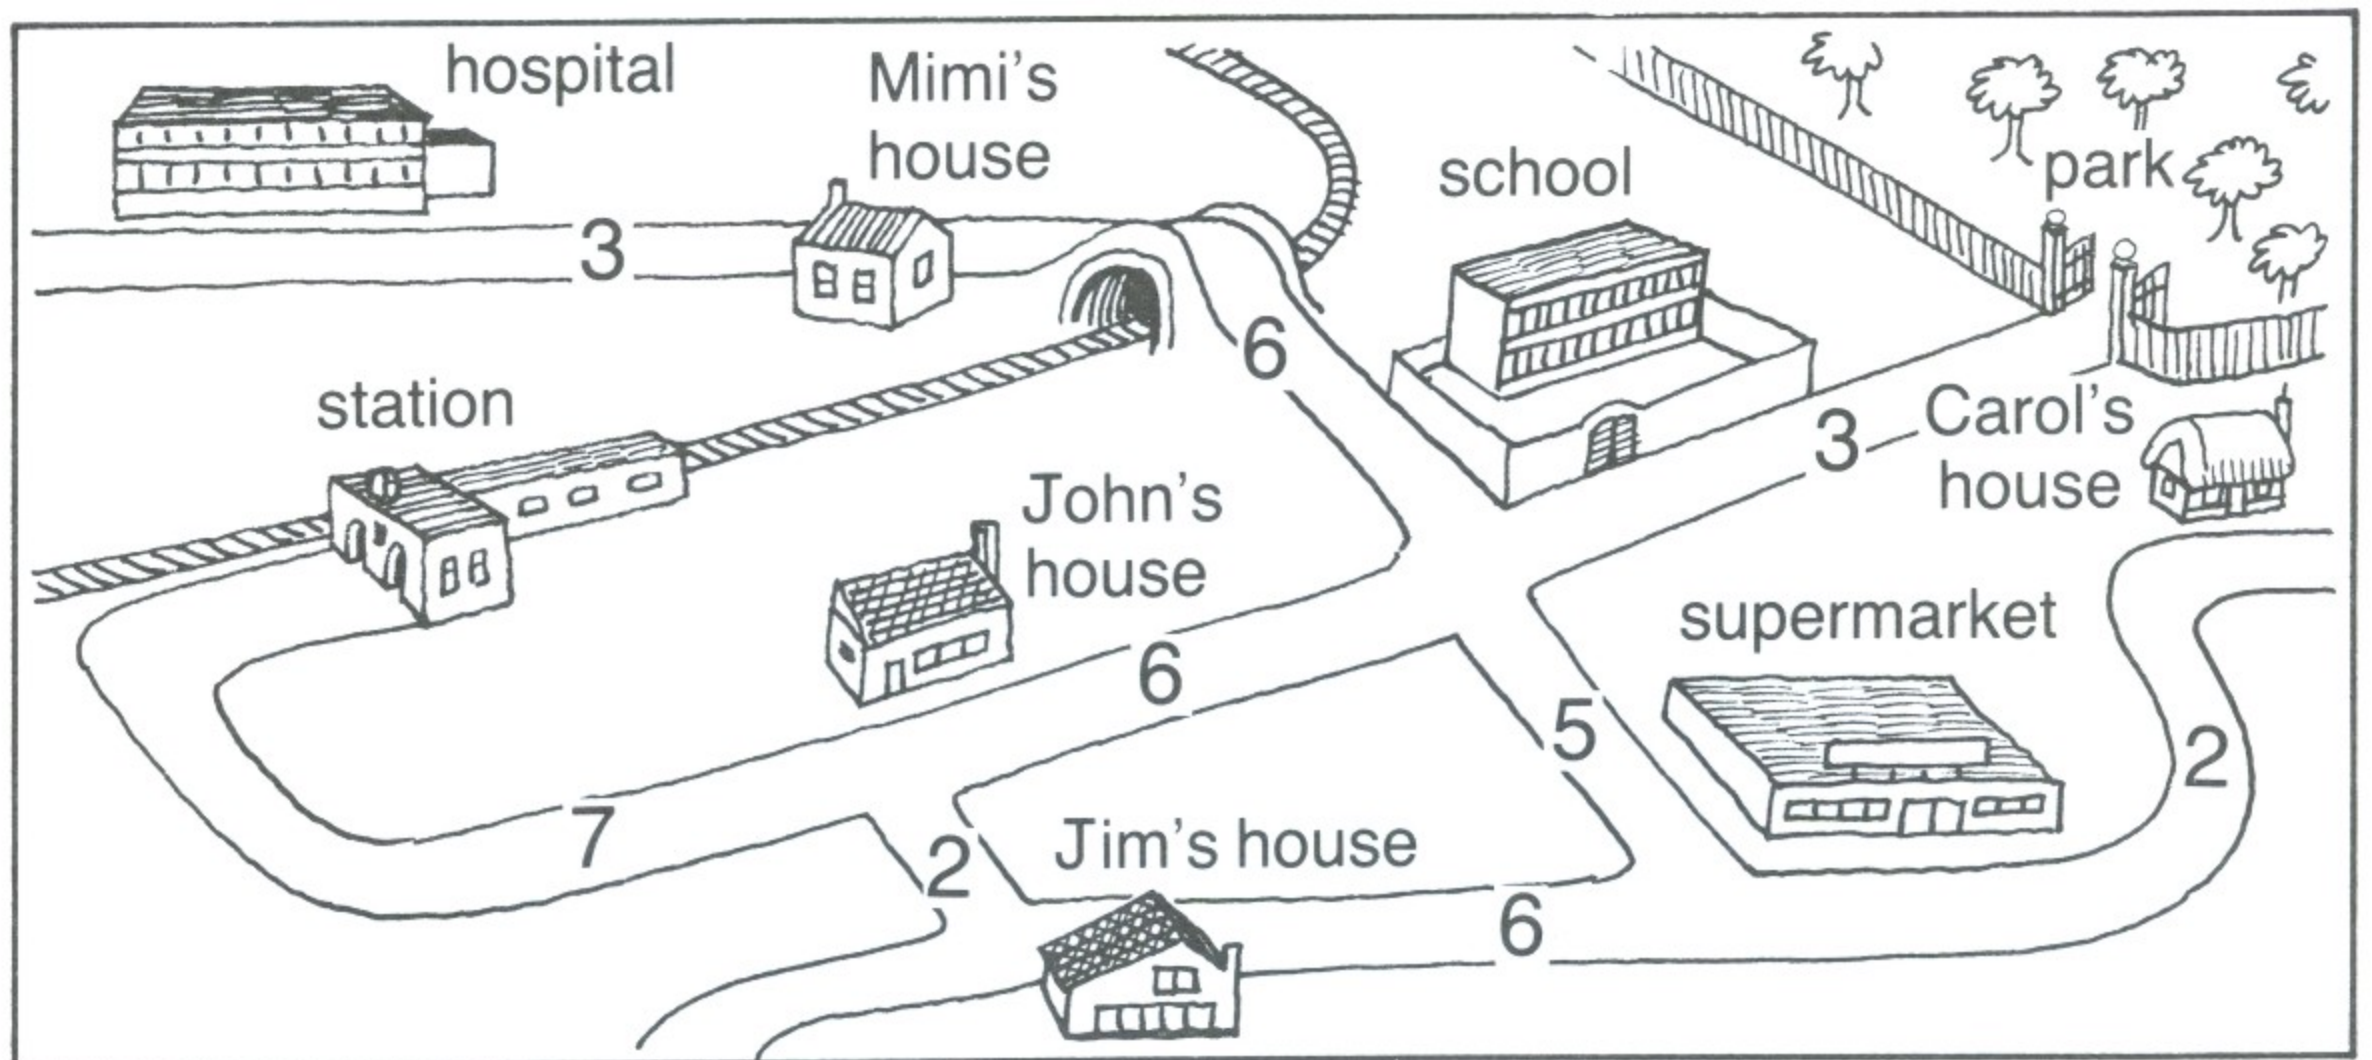 hospital
Mimi's
house
school
park
3
6
station
3
Carol's
house
John's
house
supermarket
6
5
2
7
2
Jim's house
6